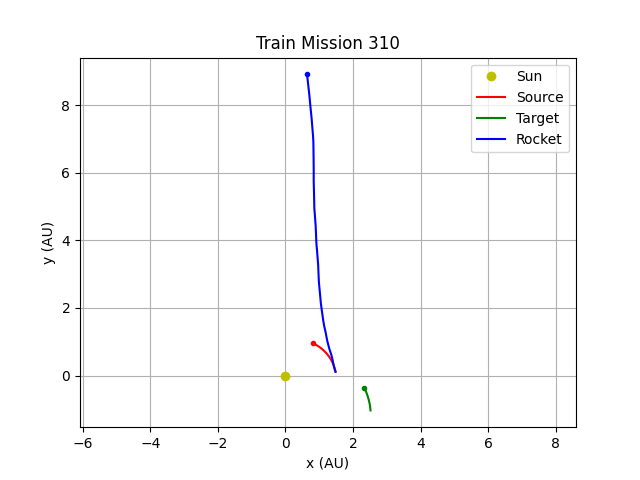 Train Mission 310
Sun
Source
Target
Rocket
8
6
4
2
0
y (AU)
−6 −4 −2 0 2 4 6 8
x (AU)